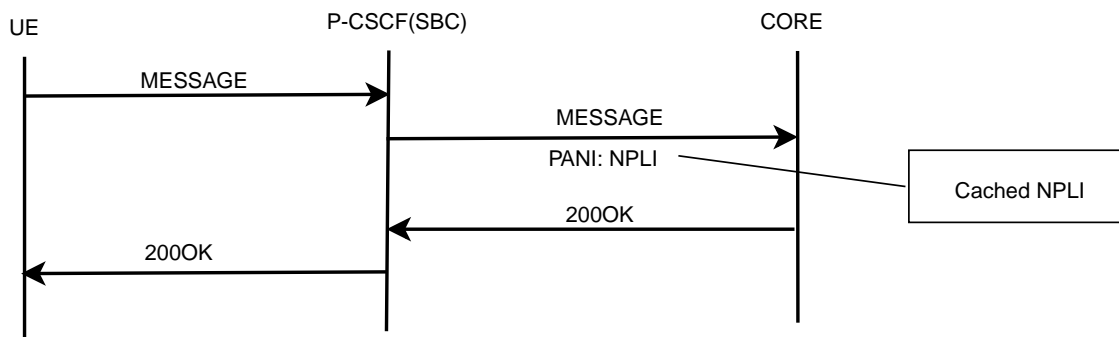 UE
P-CSCF(SBC)
CORE
MESSAGE
MESSAGE
PANI: NPLI
Cached NPLI
200OK
200OK